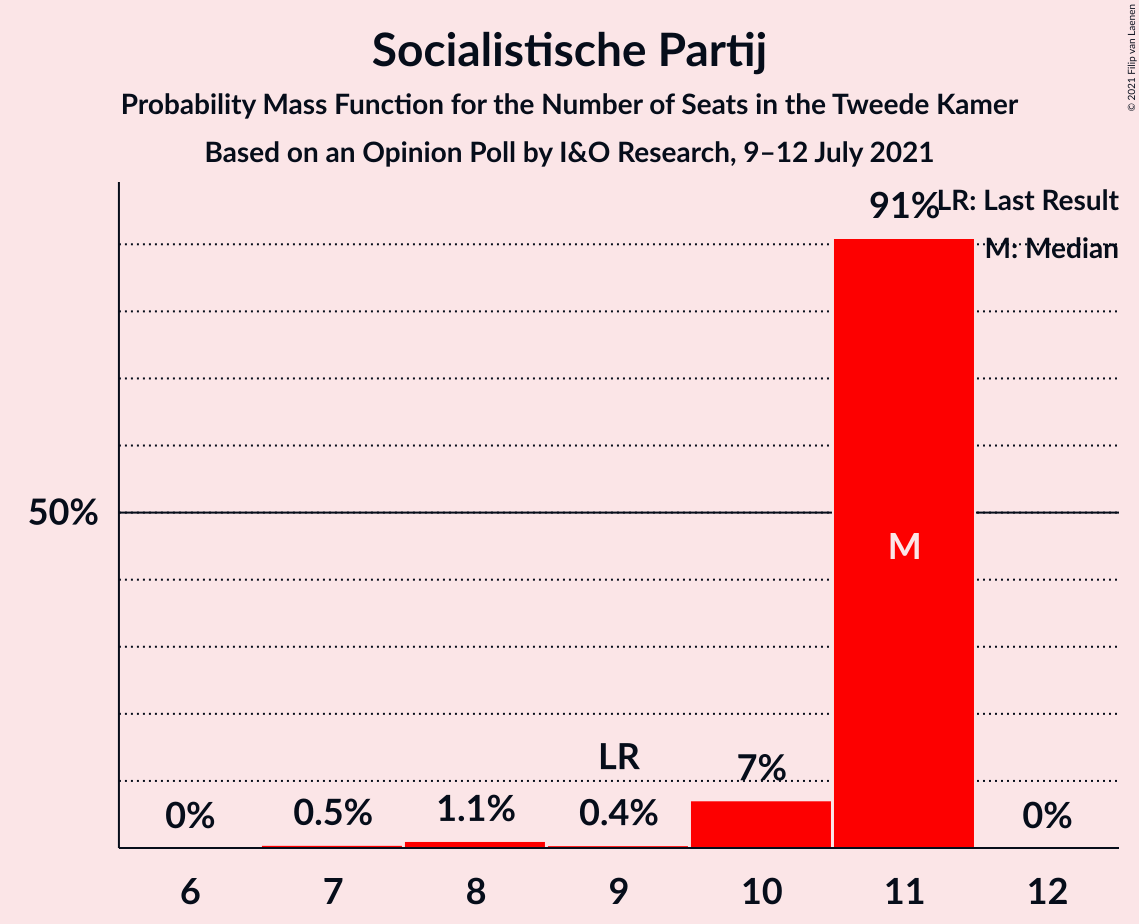 Socialistische Partij
Probability Mass Function for the Number of Seats in the Tweede Kamer
Based on an Opinion Poll by I&O Research, 9–12 July 2021
© 2021 Filip van Laenen
LR: Last Result
M: Median
91%
50%
M
LR
0%
0.5%
1.1%
0.4%
7%
0%
6
7
8
9
10
11
12